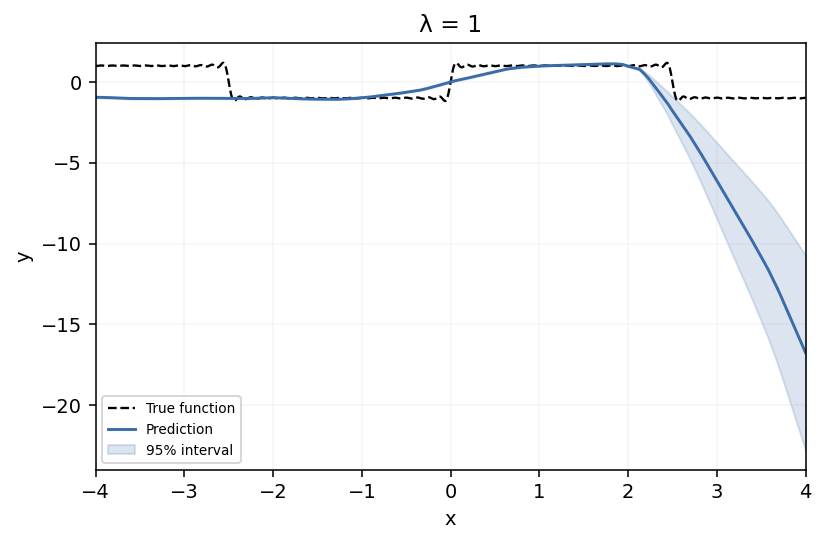 λ = 1
y
0
−5
−10
−15
−20
True function
Prediction
95% interval
−4 −3 −2 −1 0 1 2 3 4
x